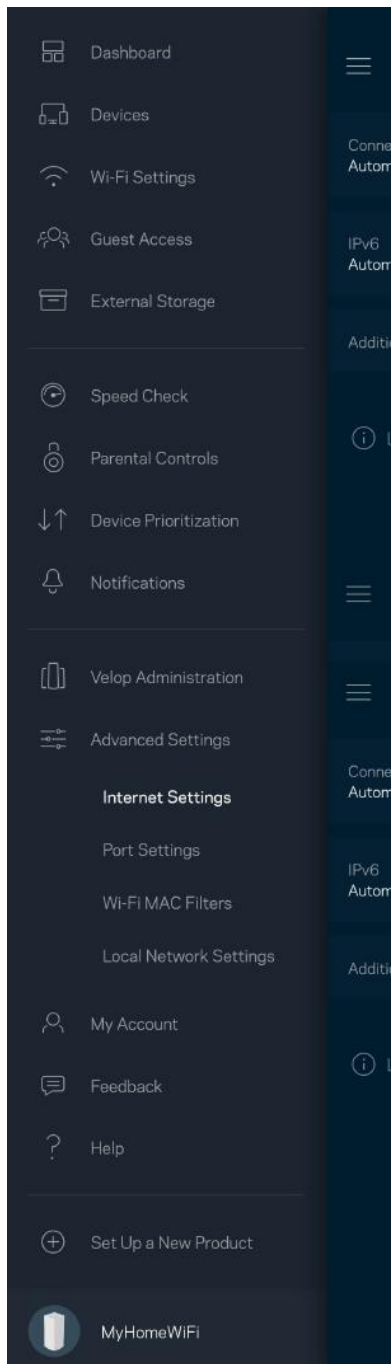 Dashboard
Devices
Wi-Fi Settings
Guest Access
External Storage
Speed Check
Parental Controls
Device Prioritization
Notifications
Velop Administration
Advanced Settings
Internet Settings
Port Settings
Wi-Fi MAC Filters
Local Network Settings
My Account
Feedback
? Help
Set Up a New Product
MyHomeWiFi
IPv6
IPv6